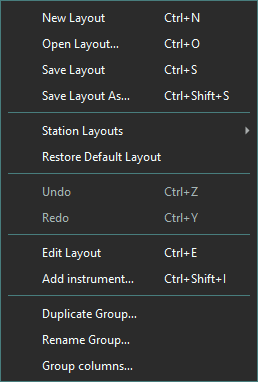 New Layout Ctrl+N
Open Layout... Ctrl+O
Save Layout Ctrl+S
Save Layout As... Ctrl+Shift+S
Station Layouts
Restore Default Layout
Undo Ctrl+Z
Redo Ctrl+Y
Edit Layout Ctrl+E
Add instrument... Ctrl+Shift+I
Duplicate Group...
Rename Group...
Group columns...